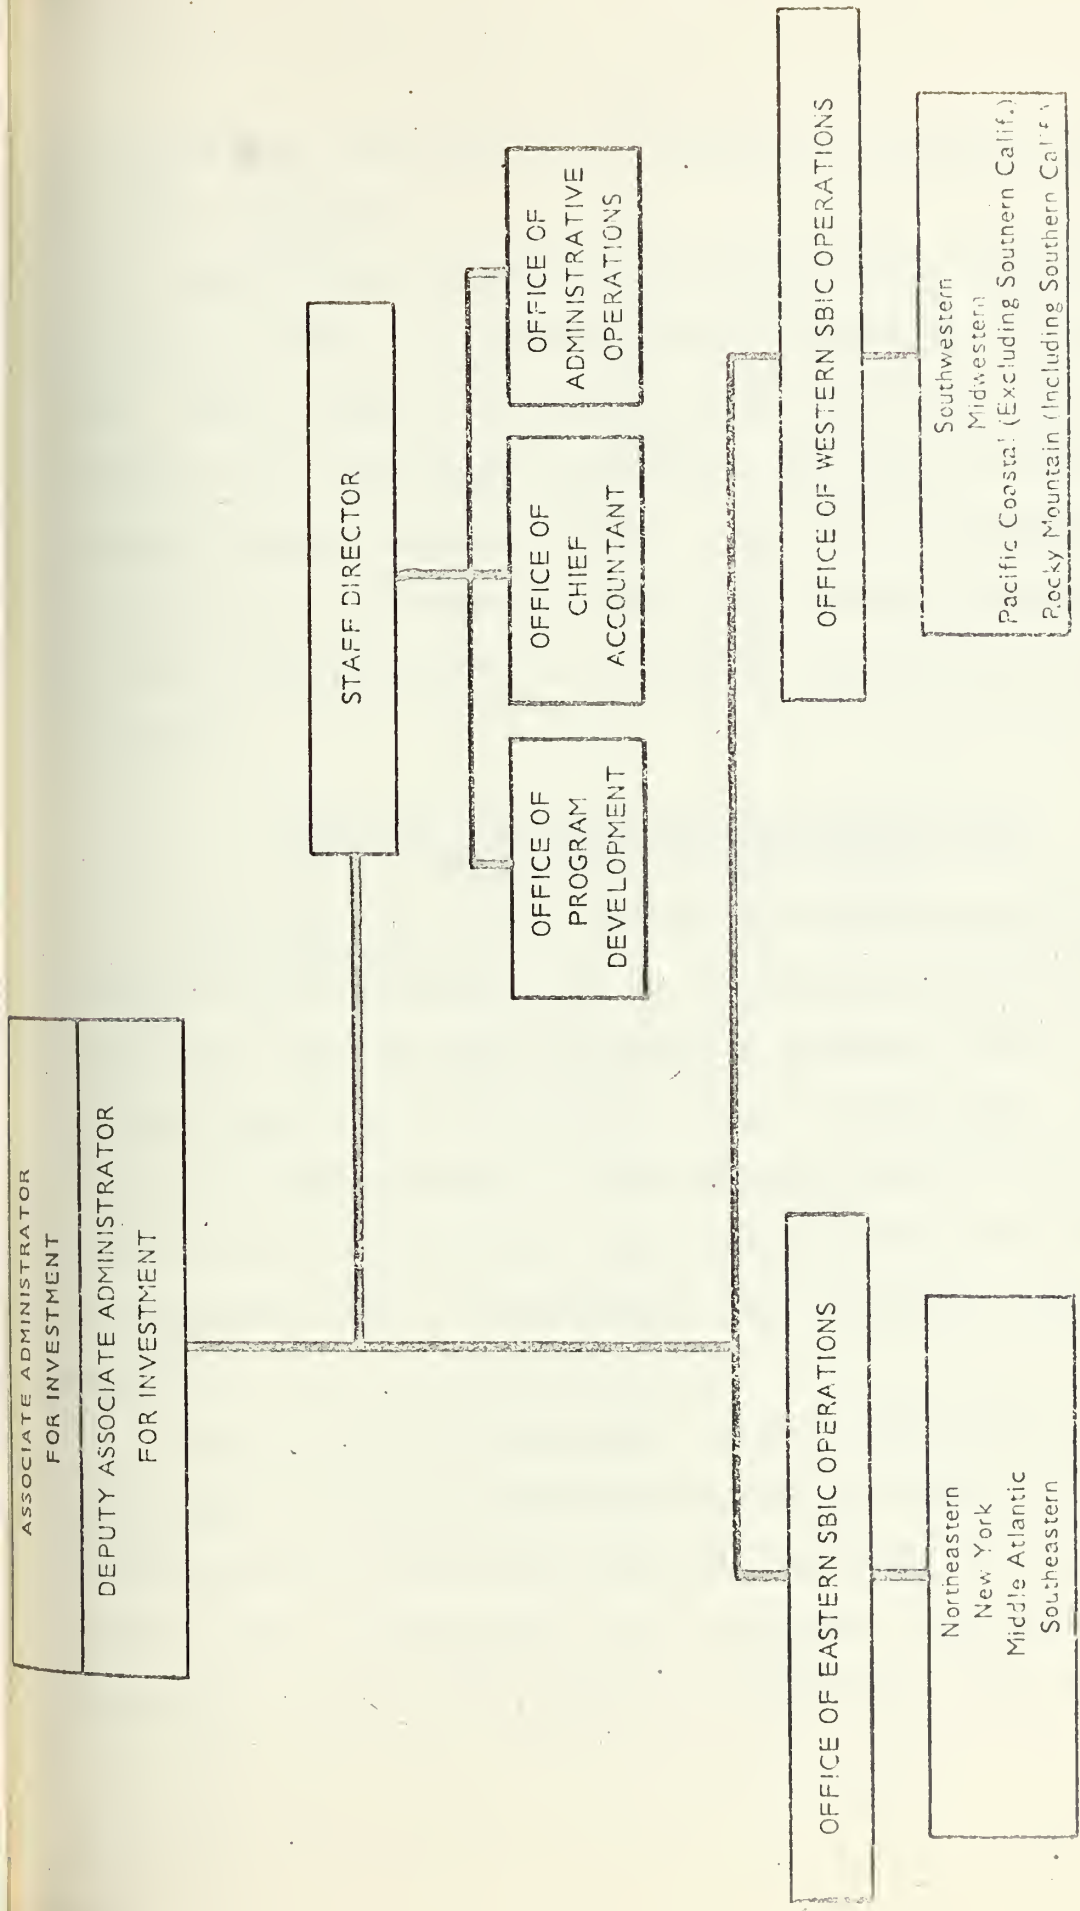 ASSOCIATE ADMINISTRATOR
FOR INVESTMENT
DEPUTY ASSOCIATE ADMINISTRATOR
FOR INVESTMENT
STAFF DIRECTOR
OFFICE OF
PROGRAM
DEVELOPMENT
OFFICE OF
CHIEF
ACCOUNTANT
OFFICE OF
ADMINISTRATIVE
OPERATIONS
OFFICE OF EASTERN SBIC OPERATIONS
Northeastern
New York
Middle Atlantic
Southeastern
OFFICE OF WESTERN SBIC OPERATIONS
Southwestern
Midwestern
Pacific Coastal (Excluding Southern Calif.)
Rocky Mountain (Including Southern Calif.)